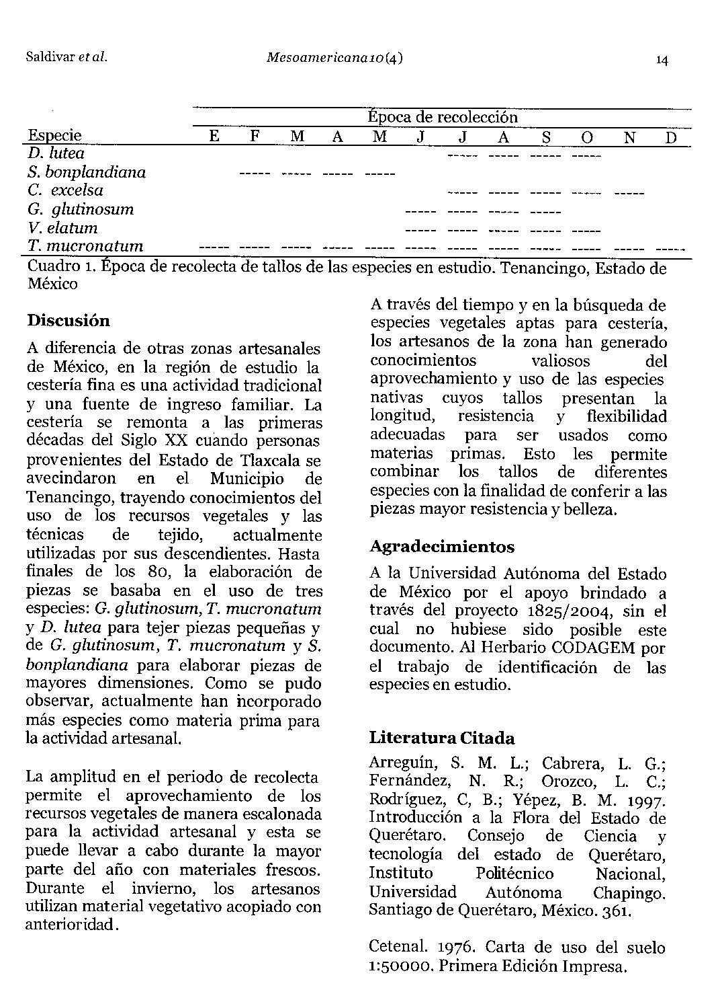 Saldivar et al. Mesoamericana 10(4) 14
Época de recolección
Especie E F M A M J J A S O N D
D. lutea ----- ----- ----- -----
S. bonplandiana ----- ----- ----- -----
C. excelsa ----- ----- ----- ----- -----
G. glutinosum ----- ----- ----- -----
V. elatum ----- ----- ----- ----- -----
T. mucronatum ----- ----- ----- ----- ----- ----- ----- ----- ----- ----- ----- -----
Cuadro 1. Época de recolecta de tallos de las especies en estudio. Tenancingo, Estado de
México
Discusión
A diferencia de otras zonas artesanales
de México, en la región de estudio la
cestería fina es una actividad tradicional
y una fuente de ingreso familiar. La
cestería se remonta a las primeras
décadas del Siglo XX cuando personas
provenientes del Estado de Tlaxcala se
avecindaron en el Municipio de
Tenancingo, trayendo conocimientos del
uso de los recursos vegetales y las
técnicas de tejido, actualmente
utilizadas por sus descendientes. Hasta
finales de los 80, la elaboración de
piezas se basaba en el uso de tres
especies: G. glutinosum, T. mucronatum
y D. lutea para tejer piezas pequeñas y
de G. glutinosum, T. mucronatum y S.
bonplandiana para elaborar piezas de
mayores dimensiones. Como se pudo
observar, actualmente han incorporado
más especies como materia prima para
la actividad artesanal.
La amplitud en el periodo de recolecta
permite el aprovechamiento de los
recursos vegetales de manera escalonada
para la actividad artesanal y esta se
puede llevar a cabo durante la mayor
parte del año con materiales frescos.
Durante el invierno, los artesanos
utilizan material vegetativo acopiado con
anterioridad.
A través del tiempo y en la búsqueda de
especies vegetales aptas para cestería,
los artesanos de la zona han generado
conocimientos valiosos del
aprovechamiento y uso de las especies
nativas cuyos tallos presentan la
longitud, resistencia y flexibilidad
adecuadas para ser usados como
materias primas. Esto les permite
combinar los tallos de diferentes
especies con la finalidad de conferir a las
piezas mayor resistencia y belleza.
Agradecimientos
A la Universidad Autónoma del Estado
de México por el apoyo brindado a
través del proyecto 1825/2004, sin el
cual no hubiese sido posible este
documento. Al Herbario CODAGEM por
el trabajo de identificación de las
especies en estudio.
Literatura Citada
Arreguín, S. M. L.; Cabrera, L. G.;
Fernández, N. R.; Orozco, L. C.;
Rodríguez, C, B.; Yépez, B. M. 1997.
Introducción a la Flora del Estado de
Querétaro. Consejo de Ciencia y
tecnología del estado de Querétaro,
Instituto Politécnico Nacional,
Universidad Autónoma Chapingo.
Santiago de Querétaro, México. 361.
Cetenal. 1976. Carta de uso del suelo
1:50000. Primera Edición Impresa.